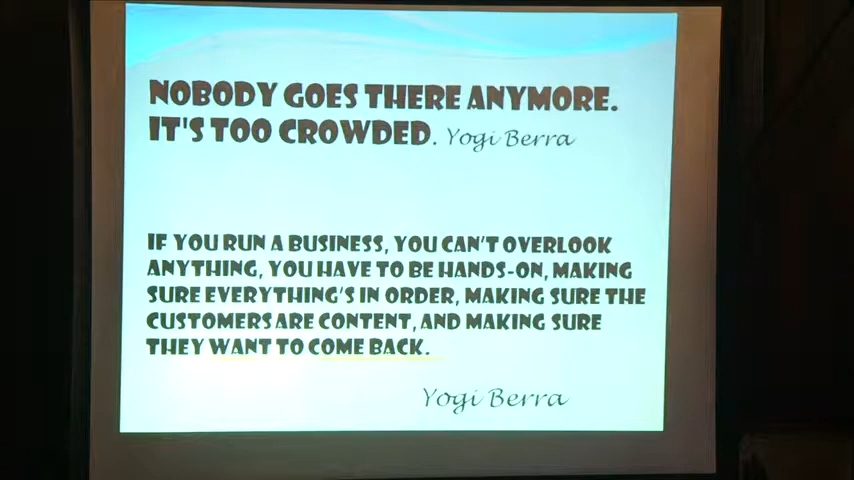 NOBODY GOES THERE ANYMORE.
IT'S TOO CROWDED. Yogi Berra
IF YOU RUN A BUSINESS, YOU CAN'T OVERLOOK
ANYTHING, YOU HAVE TO BE HANDS-ON, MAKING
SURE EVERYTHING'S IN ORDER, MAKING SURE THE
CUSTOMERS ARE CONTENT, AND MAKING SURE
THEY WANT TO COME BACK.
Yogi Berra